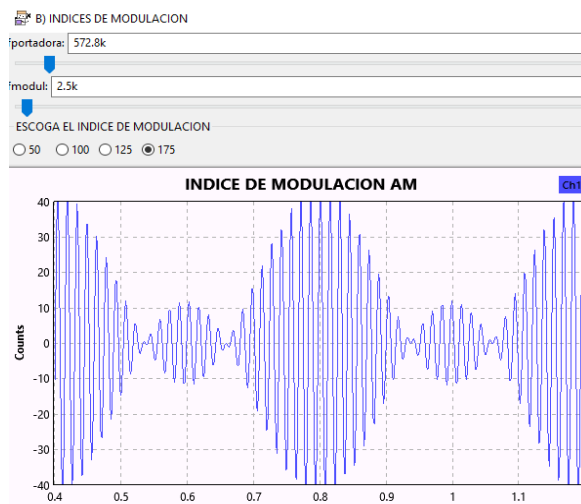 B) INDICES DE MODULACION
fportadora: 572.8k
fmodul: 2.5k
ESCOGA EL INDICE DE MODULACION
50 100 125 175
INDICE DE MODULACION AM
Ch1
Counts
40
30
20
10
0
-10
-20
-30
-40
0.4 0.5 0.6 0.7 0.8 0.9 1 1.1